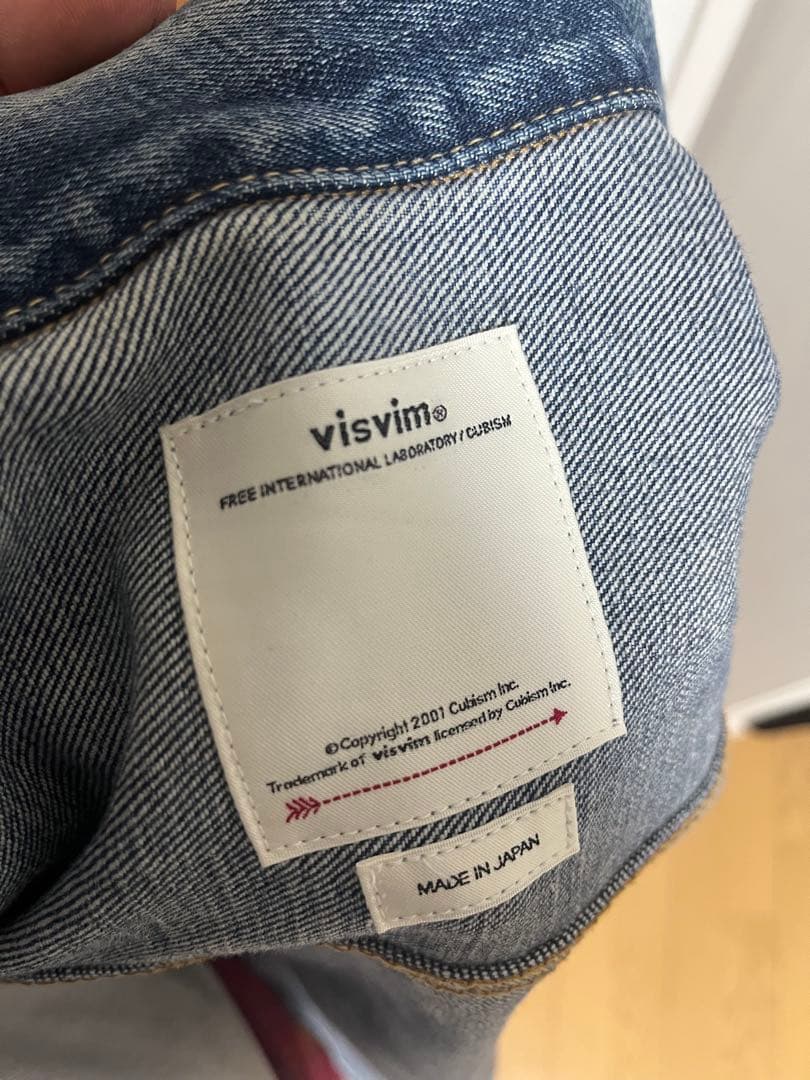 visvim®
FREE INTERNATIONAL LABORATORY / CUBISM
©Copyright 2001 Cubism Inc.
Trademark of visvim licensed by Cubism Inc.
MADE IN JAPAN